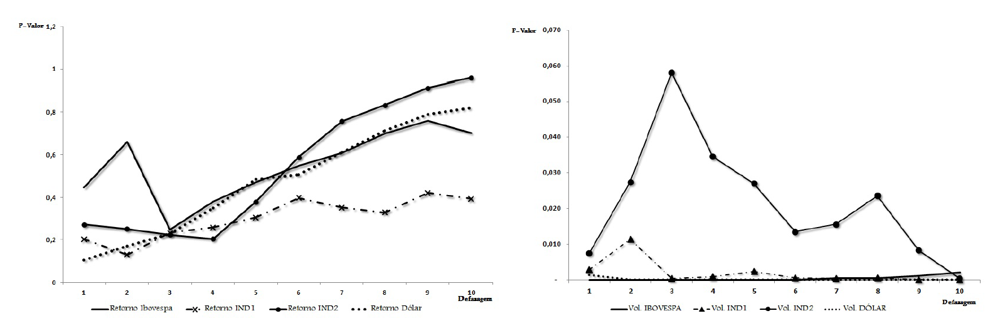 P-Valor 1,2
1
0,8
0,6
0,4
0,2
0
1 2 3 4 5 6 7 8 9 10
Defasagem
Retorno Ibovespa Retorno IND1 Retorno IND2 Retorno Dólar
P-Valor 0,070
0,060
0,050
0,040
0,030
0,020
0,010
-
1 2 3 4 5 6 7 8 9 10
Defasagem
Vol. IBOVESPA Vol. IND1 Vol. IND2 Vol. DÓLAR